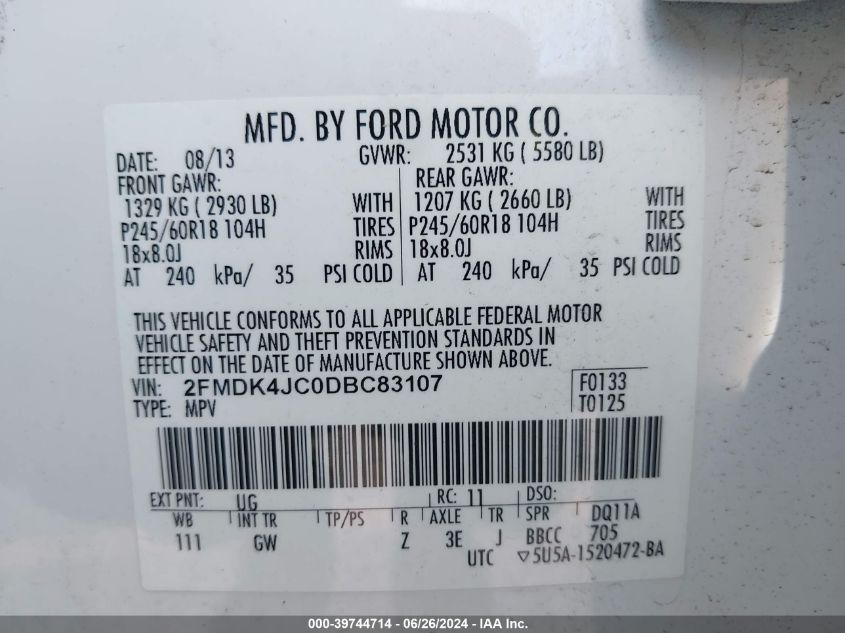 MFD. BY FORD MOTOR CO.
DATE: 08/13 GVWR: 2531 KG ( 5580 LB)
FRONT GAWR: REAR GAWR:
1329 KG ( 2930 LB) WITH 1207 KG ( 2660 LB) WITH
P245/60R18 104H TIRES P245/60R18 104H TIRES
18x8.0J RIMS 18x8.0J RIMS
AT 240 kPa/ 35 PSI COLD AT 240 kPa/ 35 PSI COLD
THIS VEHICLE CONFORMS TO ALL APPLICABLE FEDERAL MOTOR
VEHICLE SAFETY AND THEFT PREVENTION STANDARDS IN
EFFECT ON THE DATE OF MANUFACTURE SHOWN ABOVE.
VIN: 2FMDK4JC0DBC83107 F0133
TYPE: MPV T0125
EXT PNT: UG RC: 11 DSO:
WB INT TR TP/PS R AXLE TR SPR DQ11A
111 GW Z 3E J BBCC 705
UTC ▽5U5A-1520472-BA
000-39744714 - 06/26/2024 - IAA Inc.